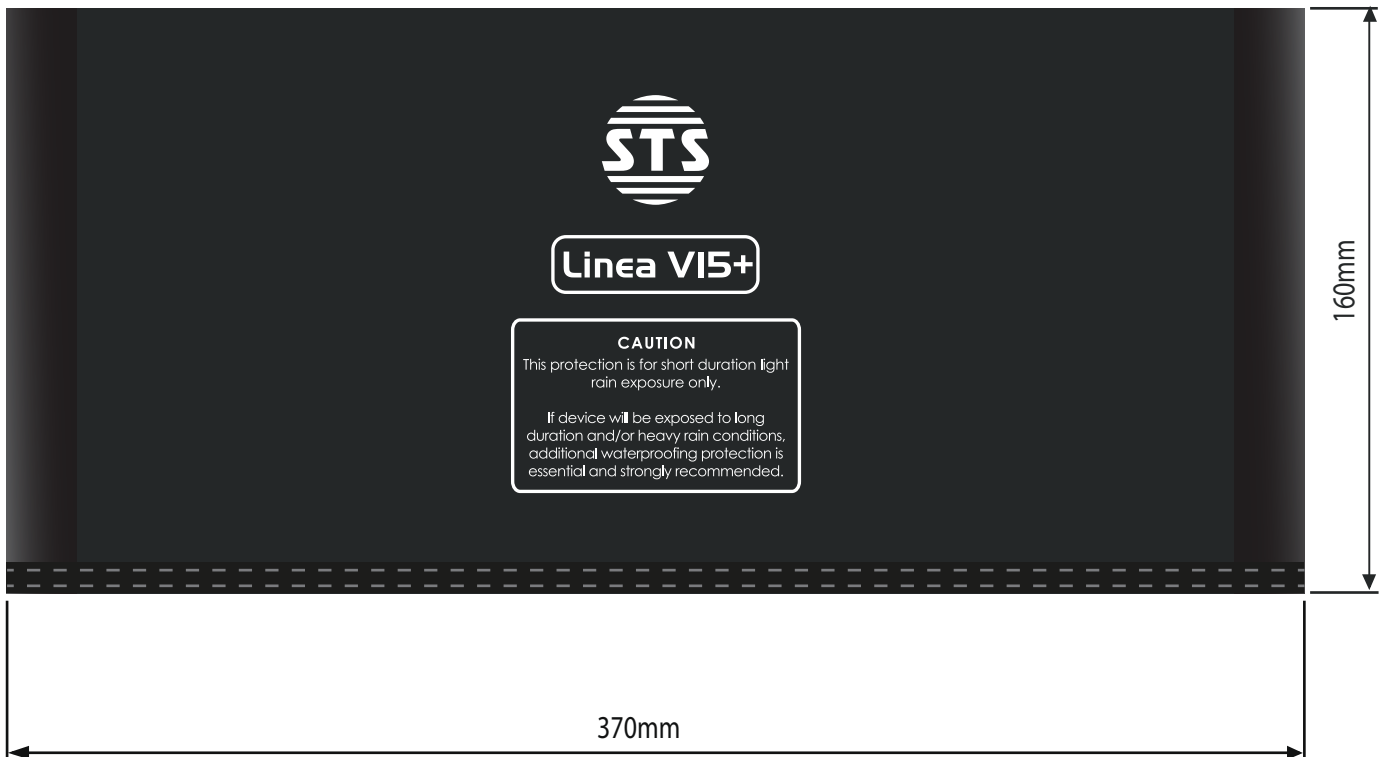 STS
Linea V15+
CAUTION
This protection is for short duration light
rain exposure only.
If device will be exposed to long
duration and/or heavy rain conditions,
additional waterproofing protection is
essential and strongly recommended.
160mm
370mm